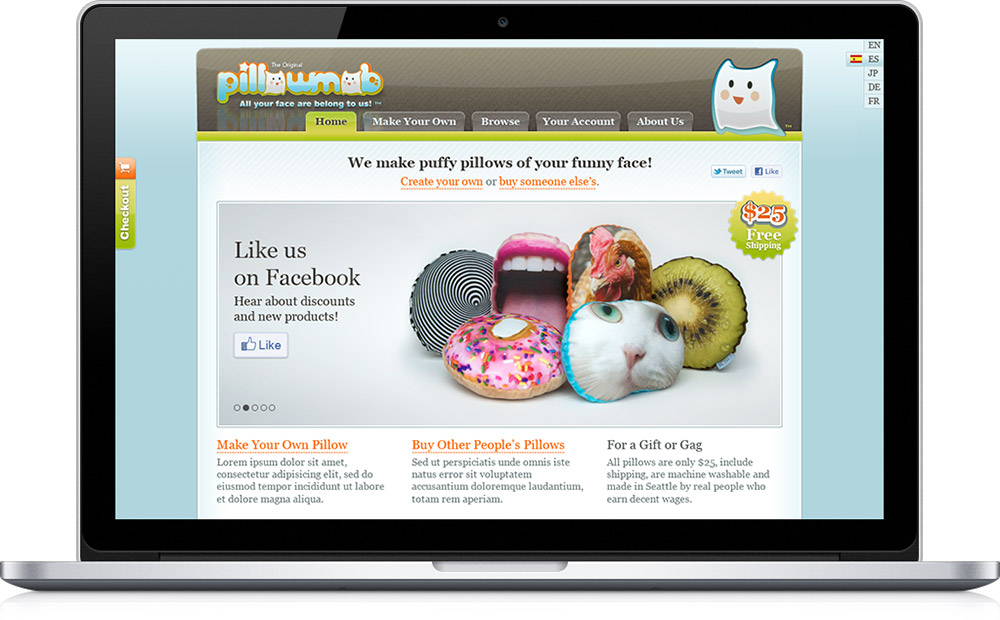 EN
ES
JP
DE
FR
The Original
pillowmob
All your face are belong to us! ™
™
Home
Make Your Own
Browse
Your Account
About Us
Checkout
We make puffy pillows of your funny face!
Create your own or buy someone else's.
Tweet
Like
$25
Free
Shipping
Like us
on Facebook
Hear about discounts
and new products!
Like
Make Your Own Pillow
Lorem ipsum dolor sit amet,
consectetur adipisicing elit, sed do
eiusmod tempor incididunt ut labore
et dolore magna aliqua.
Buy Other People's Pillows
Sed ut perspiciatis unde omnis iste
natus error sit voluptatem
accusantium doloremque laudantium,
totam rem aperiam.
For a Gift or Gag
All pillows are only $25, include
shipping, are machine washable and
made in Seattle by real people who
earn decent wages.